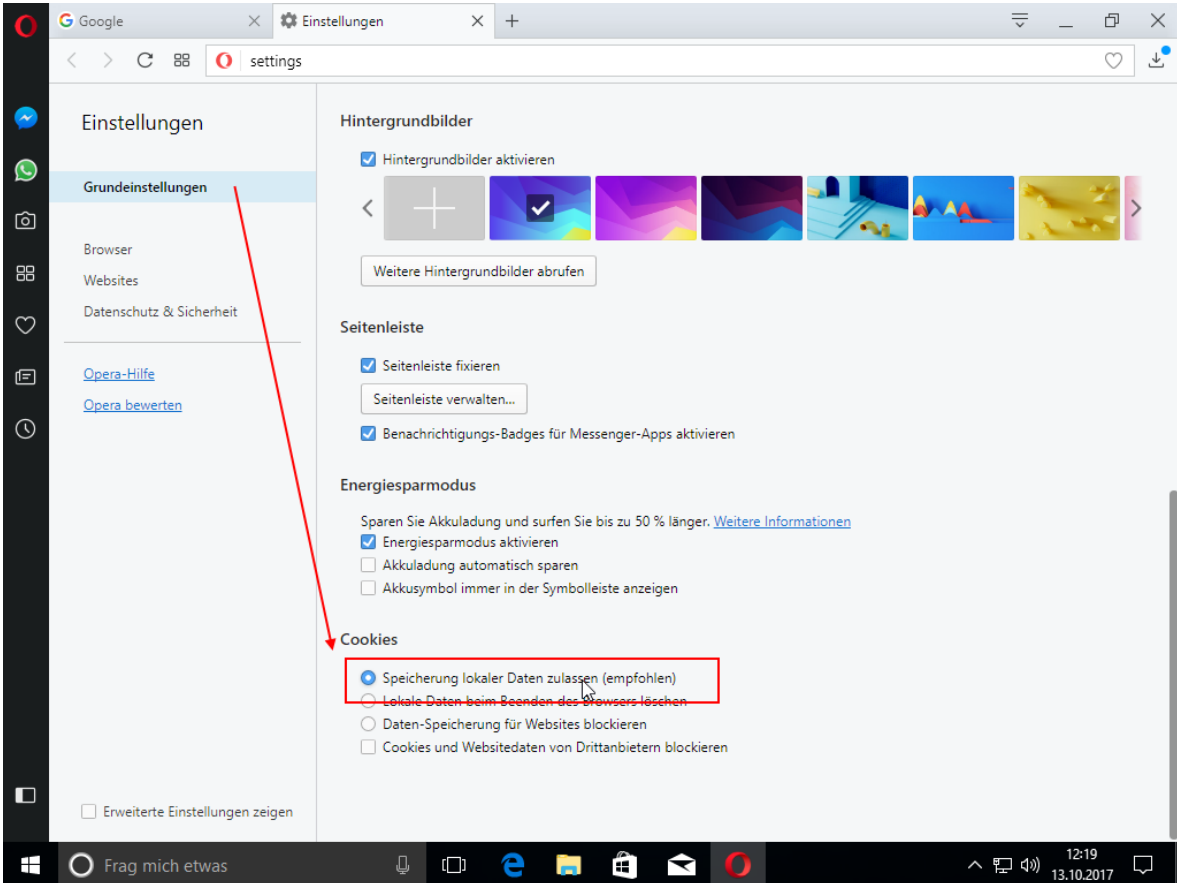 Google
Einstellungen
settings
Einstellungen
Grundeinstellungen
Browser
Websites
Datenschutz & Sicherheit
Opera-Hilfe
Opera bewerten
Erweiterte Einstellungen zeigen
Hintergrundbilder
Hintergrundbilder aktivieren
Weitere Hintergrundbilder abrufen
Seitenleiste
Seitenleiste fixieren
Seitenleiste verwalten...
Benachrichtigungs-Badges für Messenger-Apps aktivieren
Energiesparmodus
Sparen Sie Akkuladung und surfen Sie bis zu 50 % länger. Weitere Informationen
Energiesparmodus aktivieren
Akkuladung automatisch sparen
Akkusymbol immer in der Symbolleiste anzeigen
Cookies
Speicherung lokaler Daten zulassen (empfohlen)
Lokale Daten beim Beenden des Browsers löschen
Daten-Speicherung für Websites blockieren
Cookies und Websitedaten von Drittanbietern blockieren
Frag mich etwas
12:19
13.10.2017